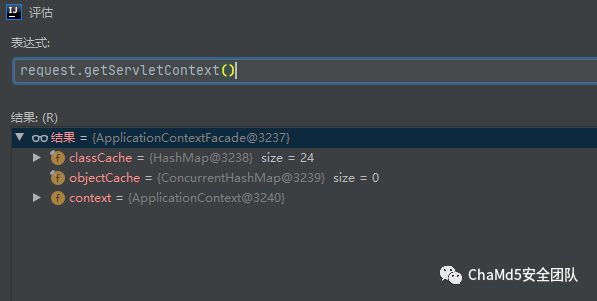 IJ 评估
表达式:
request.getServletContext()
结果: (R)
结果 = {ApplicationContextFacade@3237}
f classCache = {HashMap@3238} size = 24
f objectCache = {ConcurrentHashMap@3239} size = 0
f context = {ApplicationContext@3240}
ChaMd5安全团队